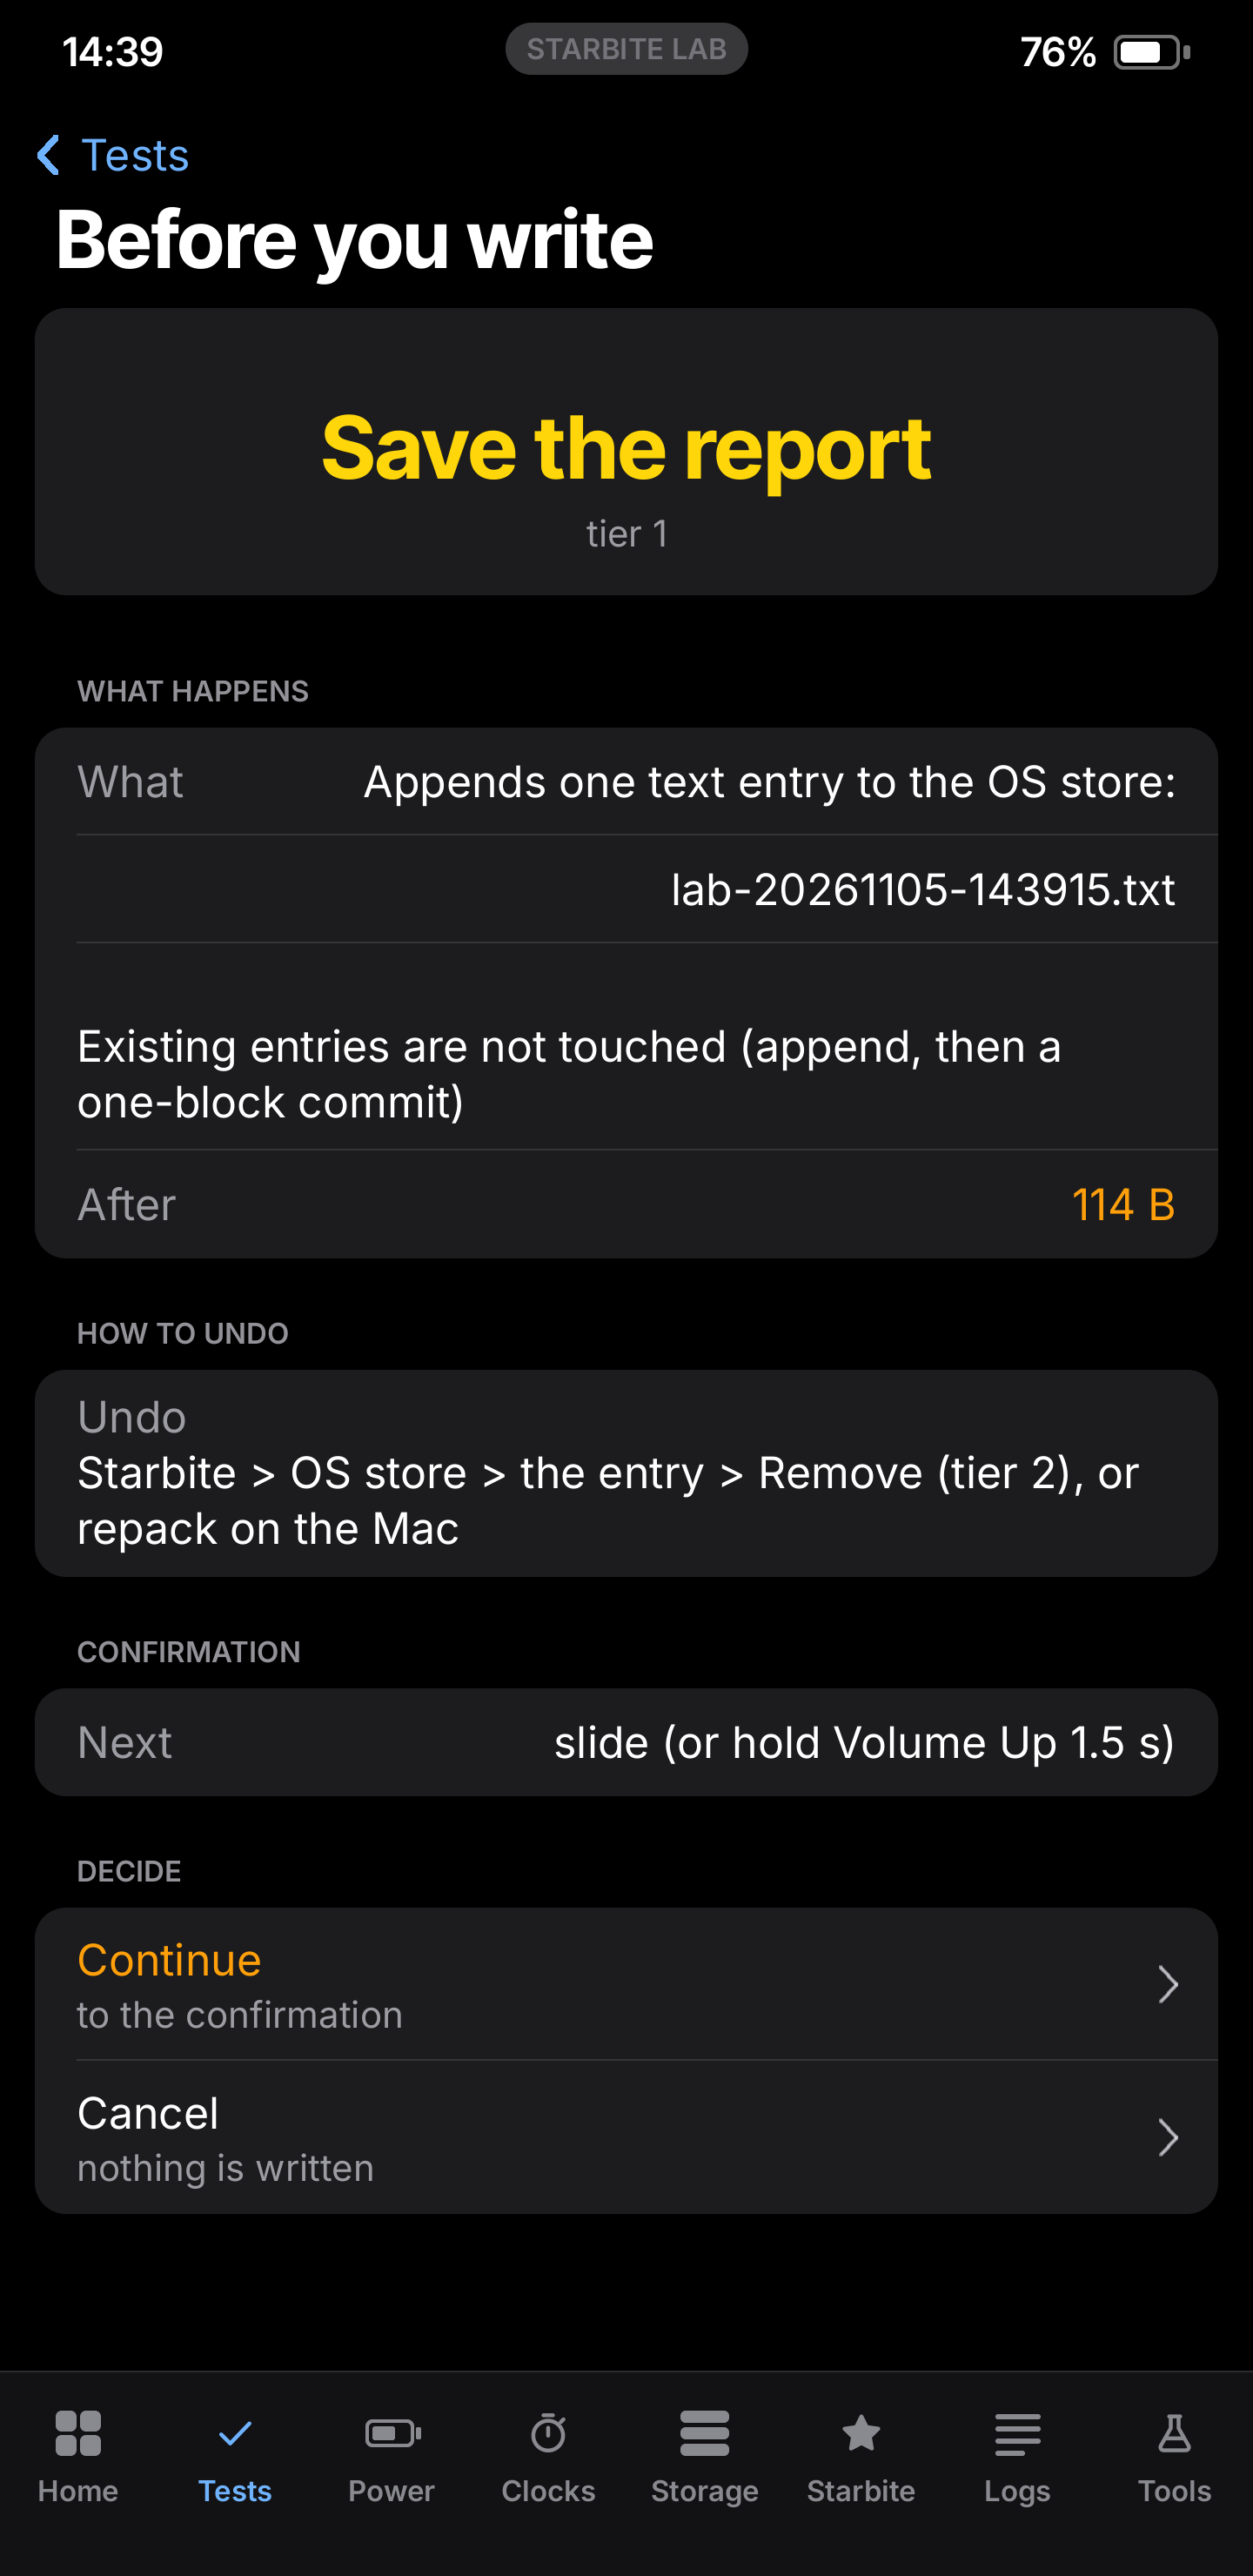 14:39
STARBITE LAB
76%
Tests
Before you write
Save the report
tier 1
WHAT HAPPENS
What Appends one text entry to the OS store:
lab-20261105-143915.txt
Existing entries are not touched (append, then a
one-block commit)
After 114 B
HOW TO UNDO
Undo
Starbite > OS store > the entry > Remove (tier 2), or
repack on the Mac
CONFIRMATION
Next slide (or hold Volume Up 1.5 s)
DECIDE
Continue
to the confirmation
Cancel
nothing is written
Home Tests Power Clocks Storage Starbite Logs Tools